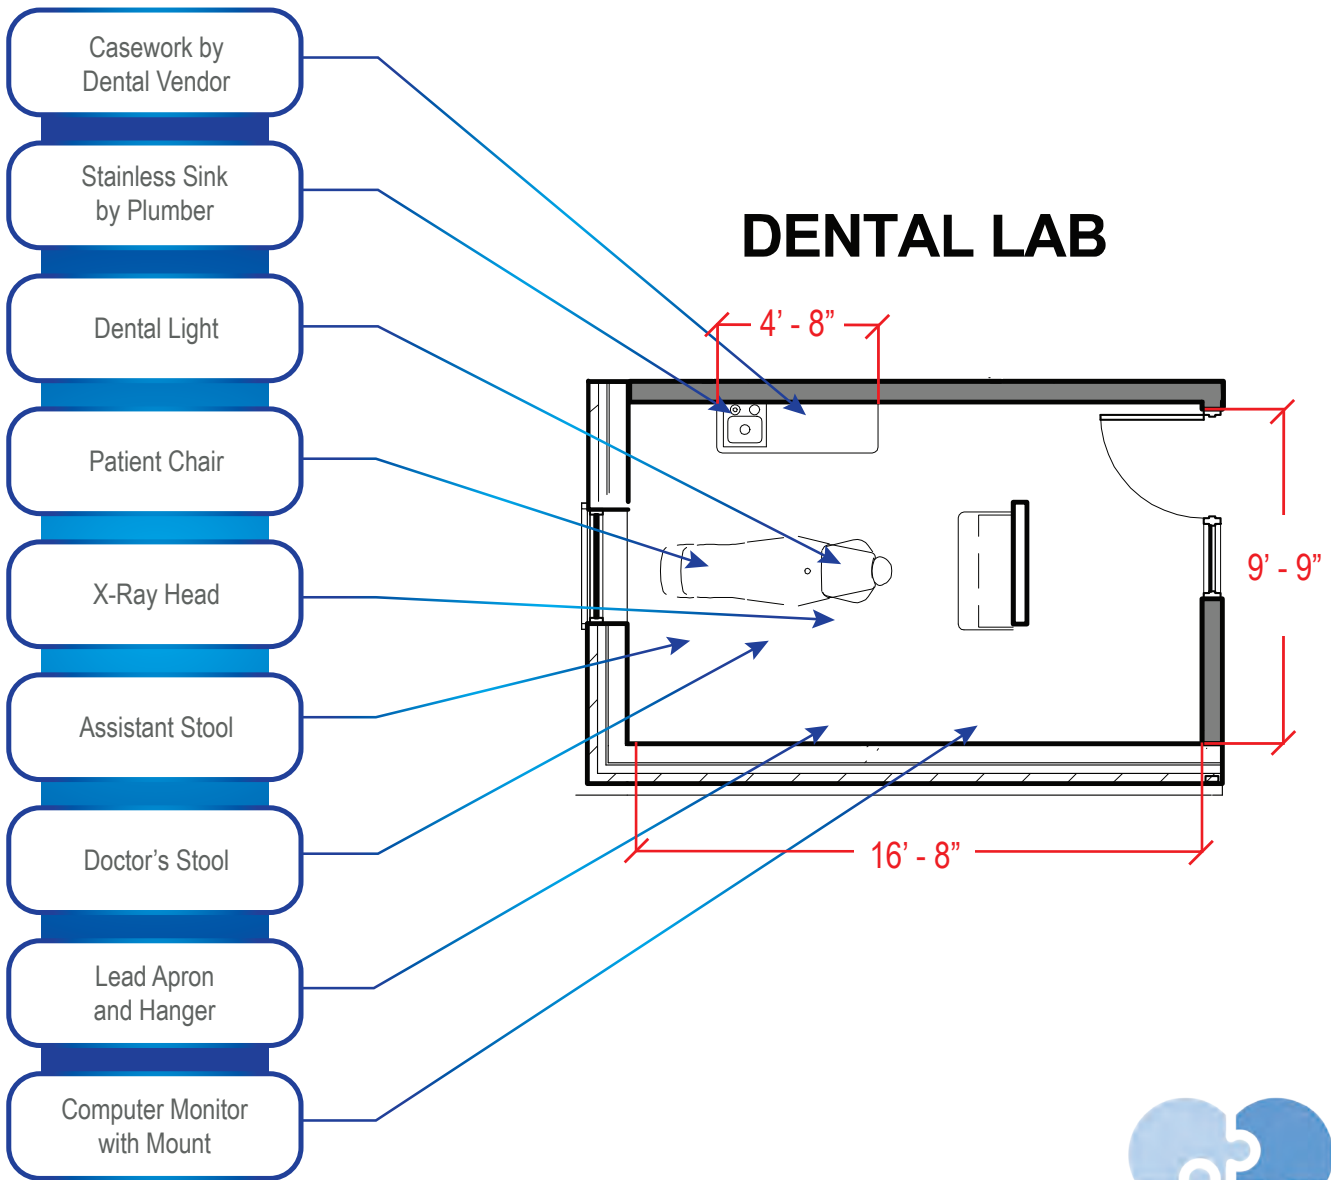 Casework by
Dental Vendor
Stainless Sink
by Plumber
Dental Light
Patient Chair
X-Ray Head
Assistant Stool
Doctor’s Stool
Lead Apron
and Hanger
Computer Monitor
with Mount
DENTAL LAB
4’ - 8”
9’ - 9”
16’ - 8”